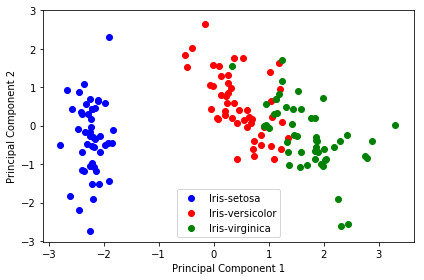 3
2
1
0
−1
−2
−3
Principal Component 2
Iris-setosa
Iris-versicolor
Iris-virginica
−3
−2
−1
0
1
2
3
Principal Component 1